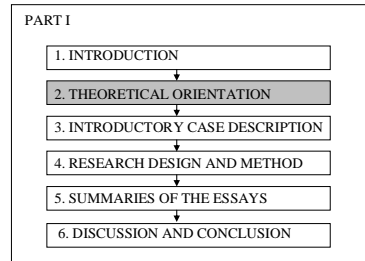 PART I
1. INTRODUCTION
2. THEORETICAL ORIENTATION
3. INTRODUCTORY CASE DESCRIPTION
4. RESEARCH DESIGN AND METHOD
5. SUMMARIES OF THE ESSAYS
6. DISCUSSION AND CONCLUSION